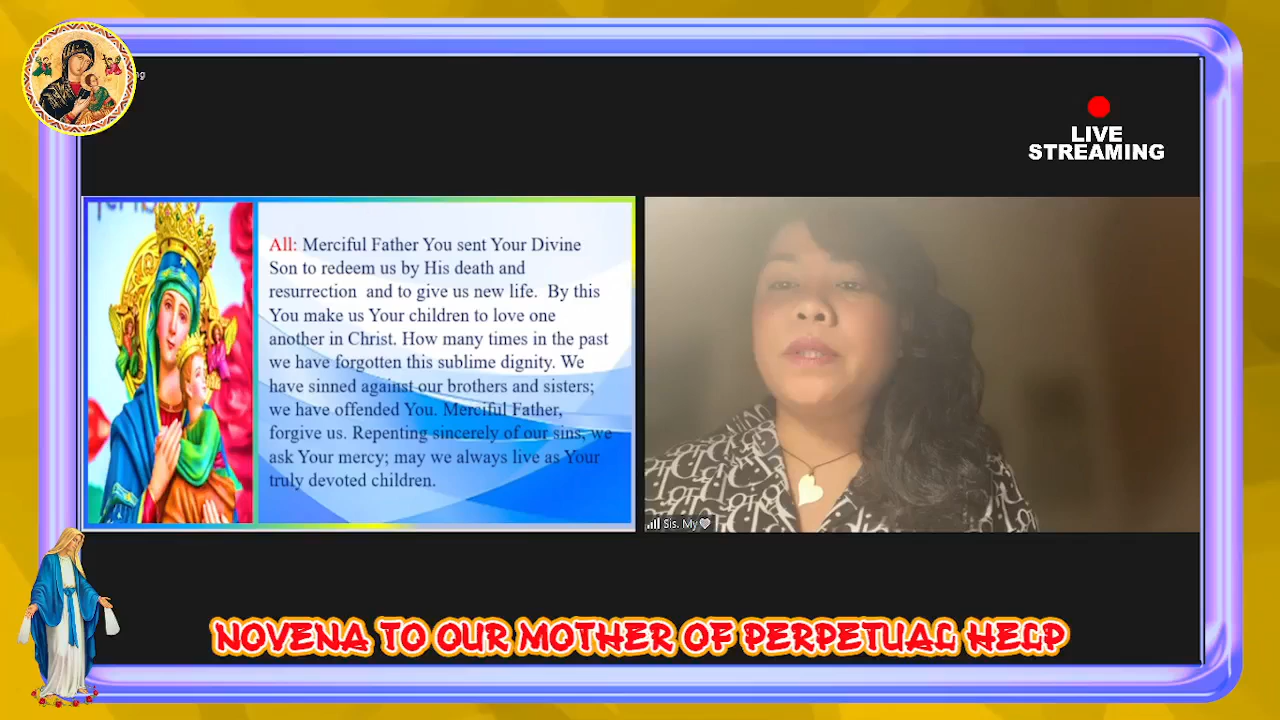 LIVE
STREAMING
All: Merciful Father You sent Your Divine
Son to redeem us by His death and
resurrection and to give us new life. By this
You make us Your children to love one
another in Christ. How many times in the past
we have forgotten this sublime dignity. We
have sinned against our brothers and sisters;
we have offended You. Merciful Father,
forgive us. Repenting sincerely of our sins, we
ask Your mercy; may we always live as Your
truly devoted children.
Sis. My🤍
NOVENA TO OUR MOTHER OF PERPETUAL HELP